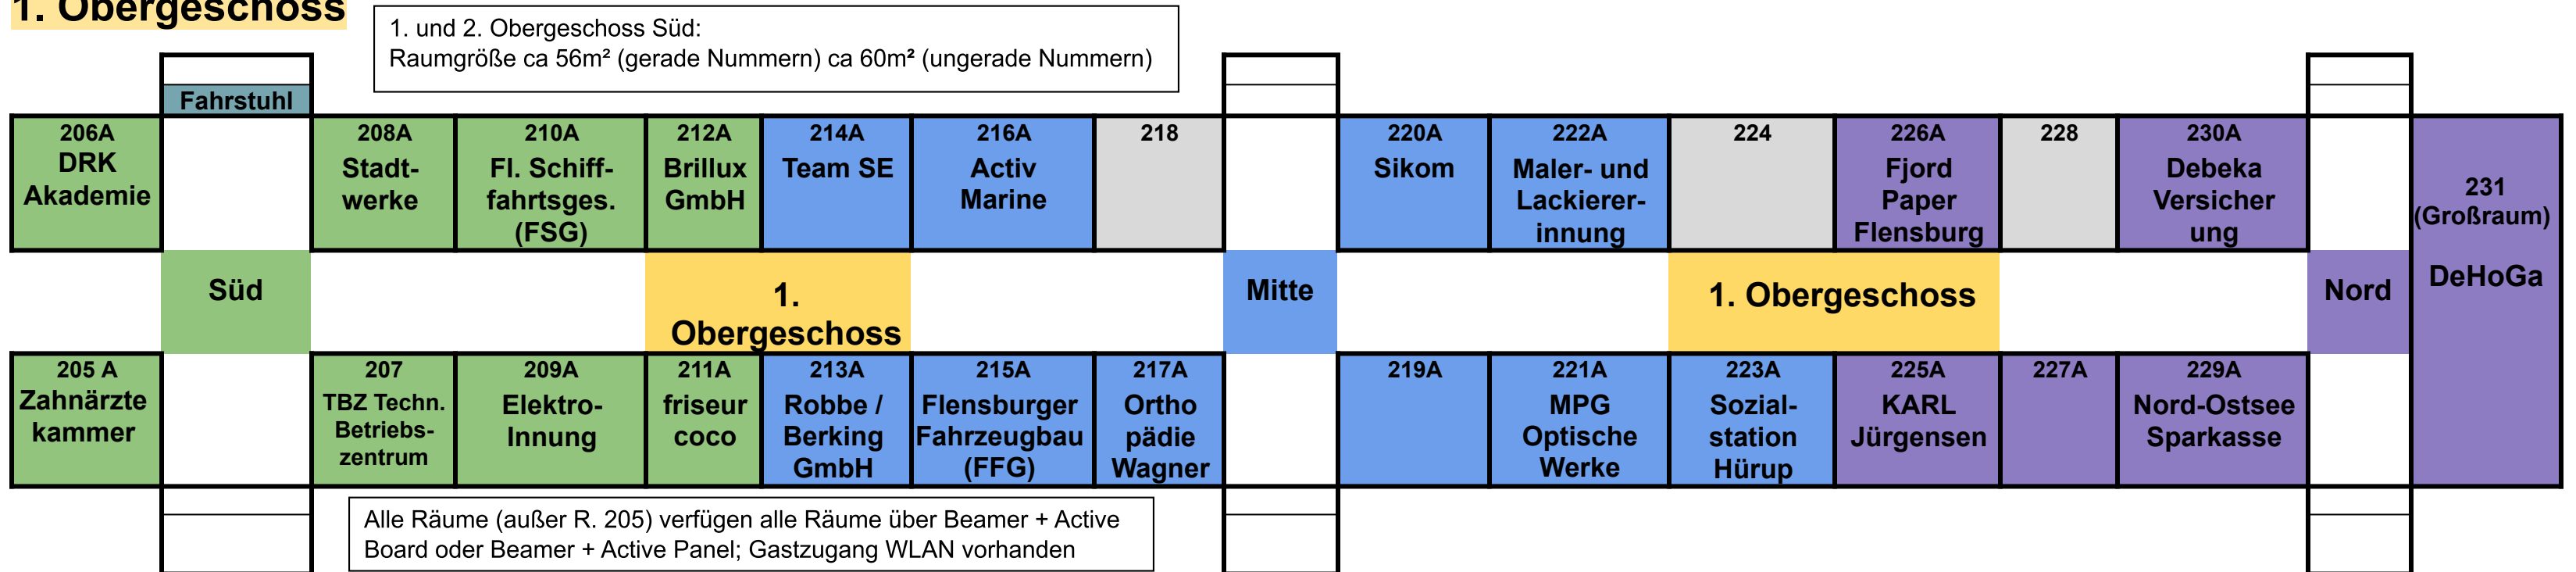 1. Obergeschoss
1. und 2. Obergeschoss Süd:
Raumgröße ca 56m² (gerade Nummern) ca 60m² (ungerade Nummern)
Fahrstuhl
206A
DRK
Akademie
208A
Stadt-
werke
210A
Fl. Schiff-
fahrtsges.
(FSG)
212A
Brillux
GmbH
214A
Team SE
216A
Activ
Marine
218
220A
Sikom
222A
Maler- und
Lackierer-
innung
224
226A
Fjord
Paper
Flensburg
228
230A
Debeka
Versicher
ung
231
(Großraum)
DeHoGa
Süd
1.
Obergeschoss
Mitte
1. Obergeschoss
Nord
205 A
Zahnärzte
kammer
207
TBZ Techn.
Betriebs-
zentrum
209A
Elektro-
Innung
211A
friseur
coco
213A
Robbe /
Berking
GmbH
215A
Flensburger
Fahrzeugbau
(FFG)
217A
Ortho
pädie
Wagner
219A
221A
MPG
Optische
Werke
223A
Sozial-
station
Hürup
225A
KARL
Jürgensen
227A
229A
Nord-Ostsee
Sparkasse
Alle Räume (außer R. 205) verfügen alle Räume über Beamer + Active
Board oder Beamer + Active Panel; Gastzugang WLAN vorhanden